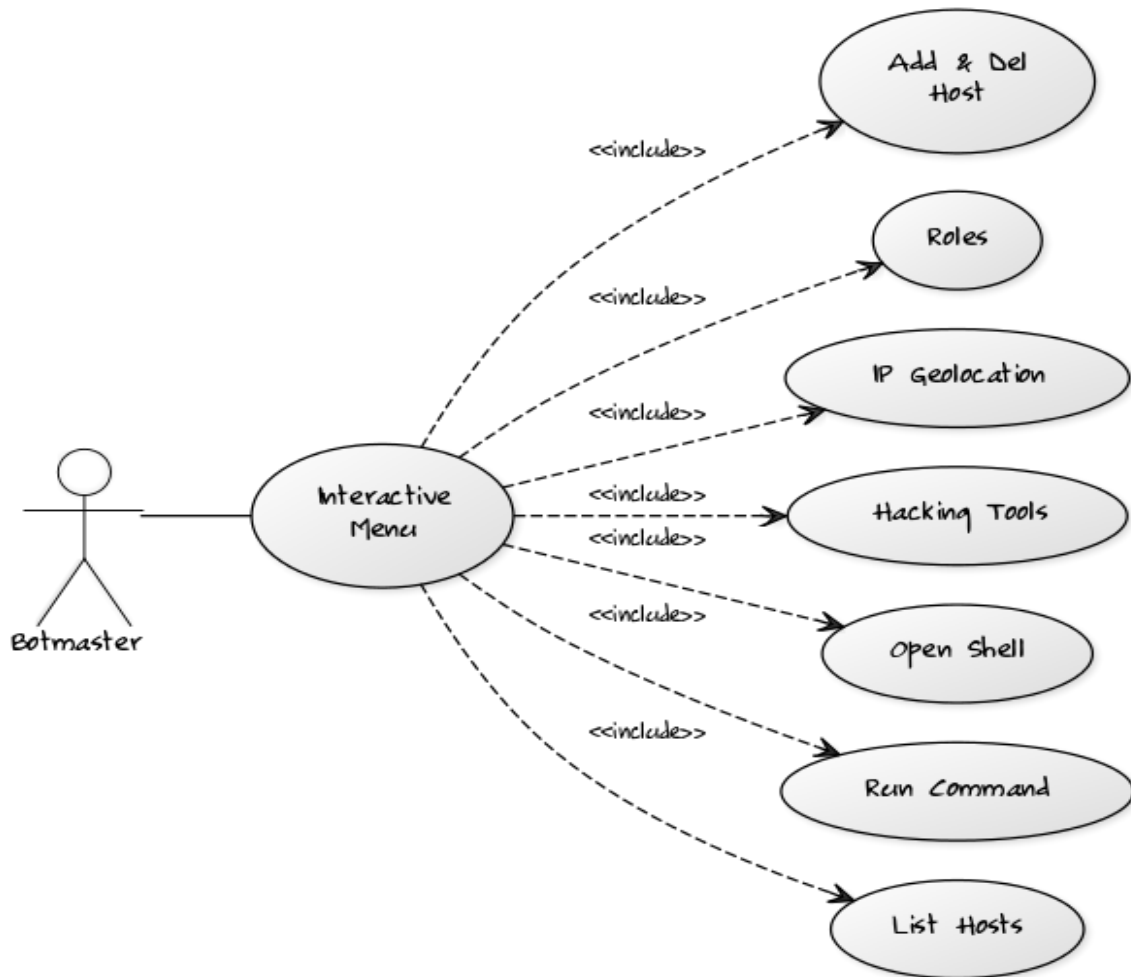 Add & Del
Host
<<include>>
Roles
<<include>>
IP Geolocation
<<include>>
Interactive
Menu
<<include>>
Hacking Tools
<<include>>
Botmaster
Open Shell
<<include>>
<<include>>
Run Command
List Hosts